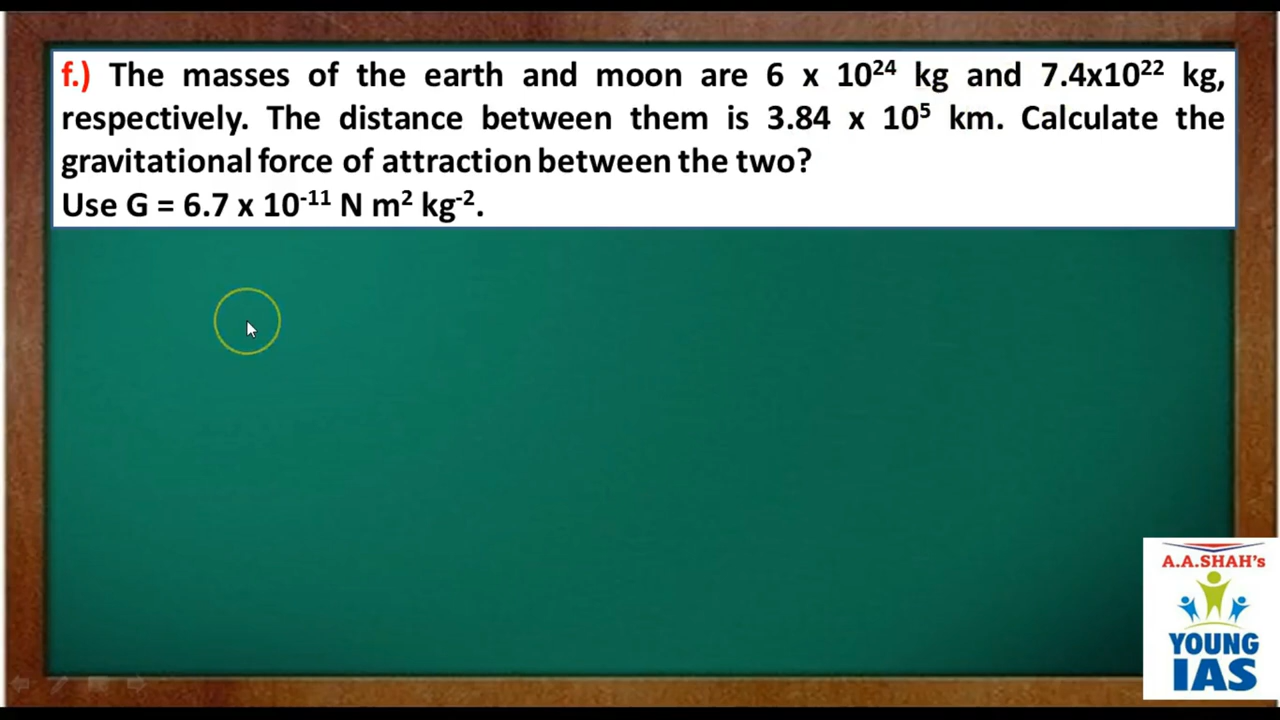 f.) The masses of the earth and moon are 6 x 10²⁴ kg and 7.4x10²² kg,
respectively. The distance between them is 3.84 x 10⁵ km. Calculate the
gravitational force of attraction between the two?
Use G = 6.7 x 10⁻¹¹ N m² kg⁻².
A.A.SHAH's
YOUNG
IAS